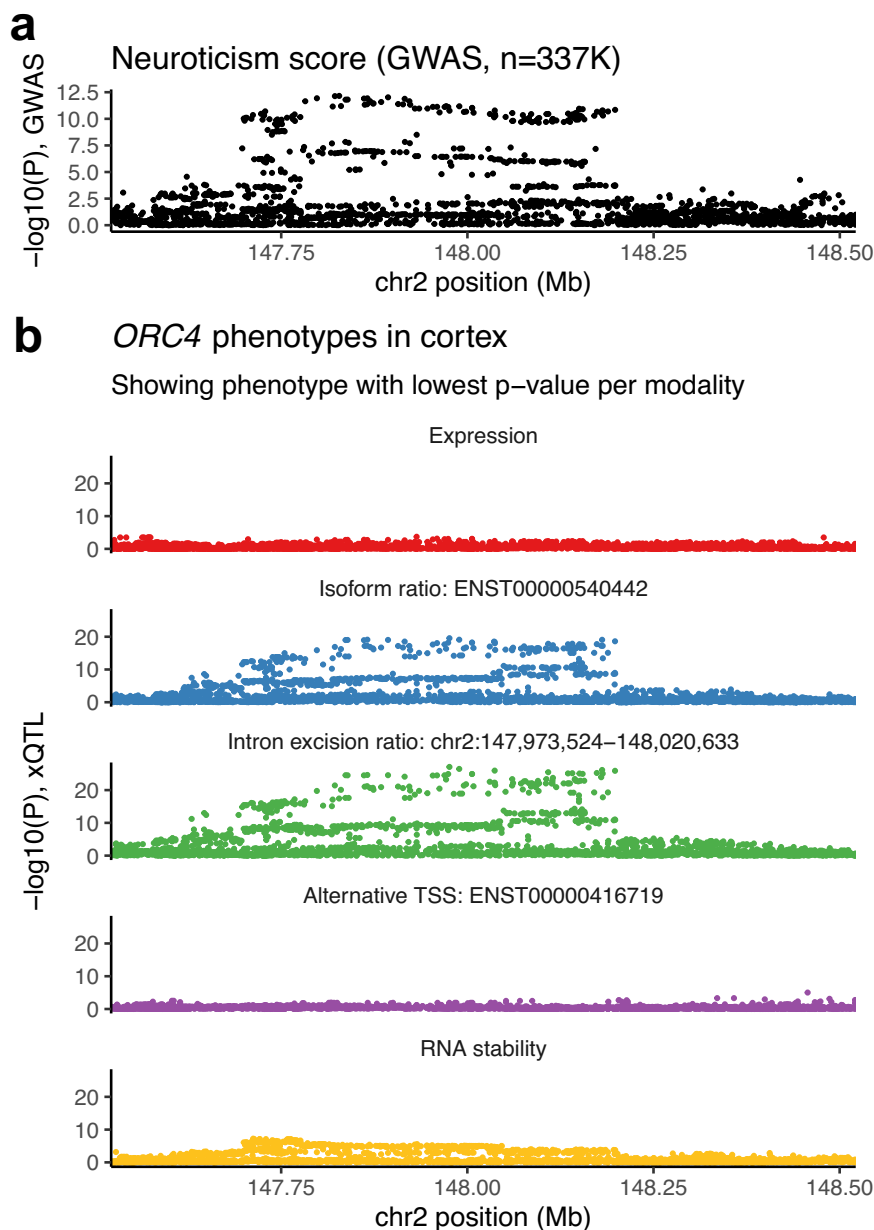 a
Neuroticism score (GWAS, n=337K)
−log10(P), GWAS
12.5
10.0
7.5
5.0
2.5
0.0
147.75 148.00 148.25 148.50
chr2 position (Mb)
b
ORC4 phenotypes in cortex
Showing phenotype with lowest p−value per modality
−log10(P), xQTL
Expression
20
10
0
Isoform ratio: ENST00000540442
20
10
0
Intron excision ratio: chr2:147,973,524−148,020,633
20
10
0
Alternative TSS: ENST00000416719
20
10
0
RNA stability
20
10
0
147.75 148.00 148.25 148.50
chr2 position (Mb)